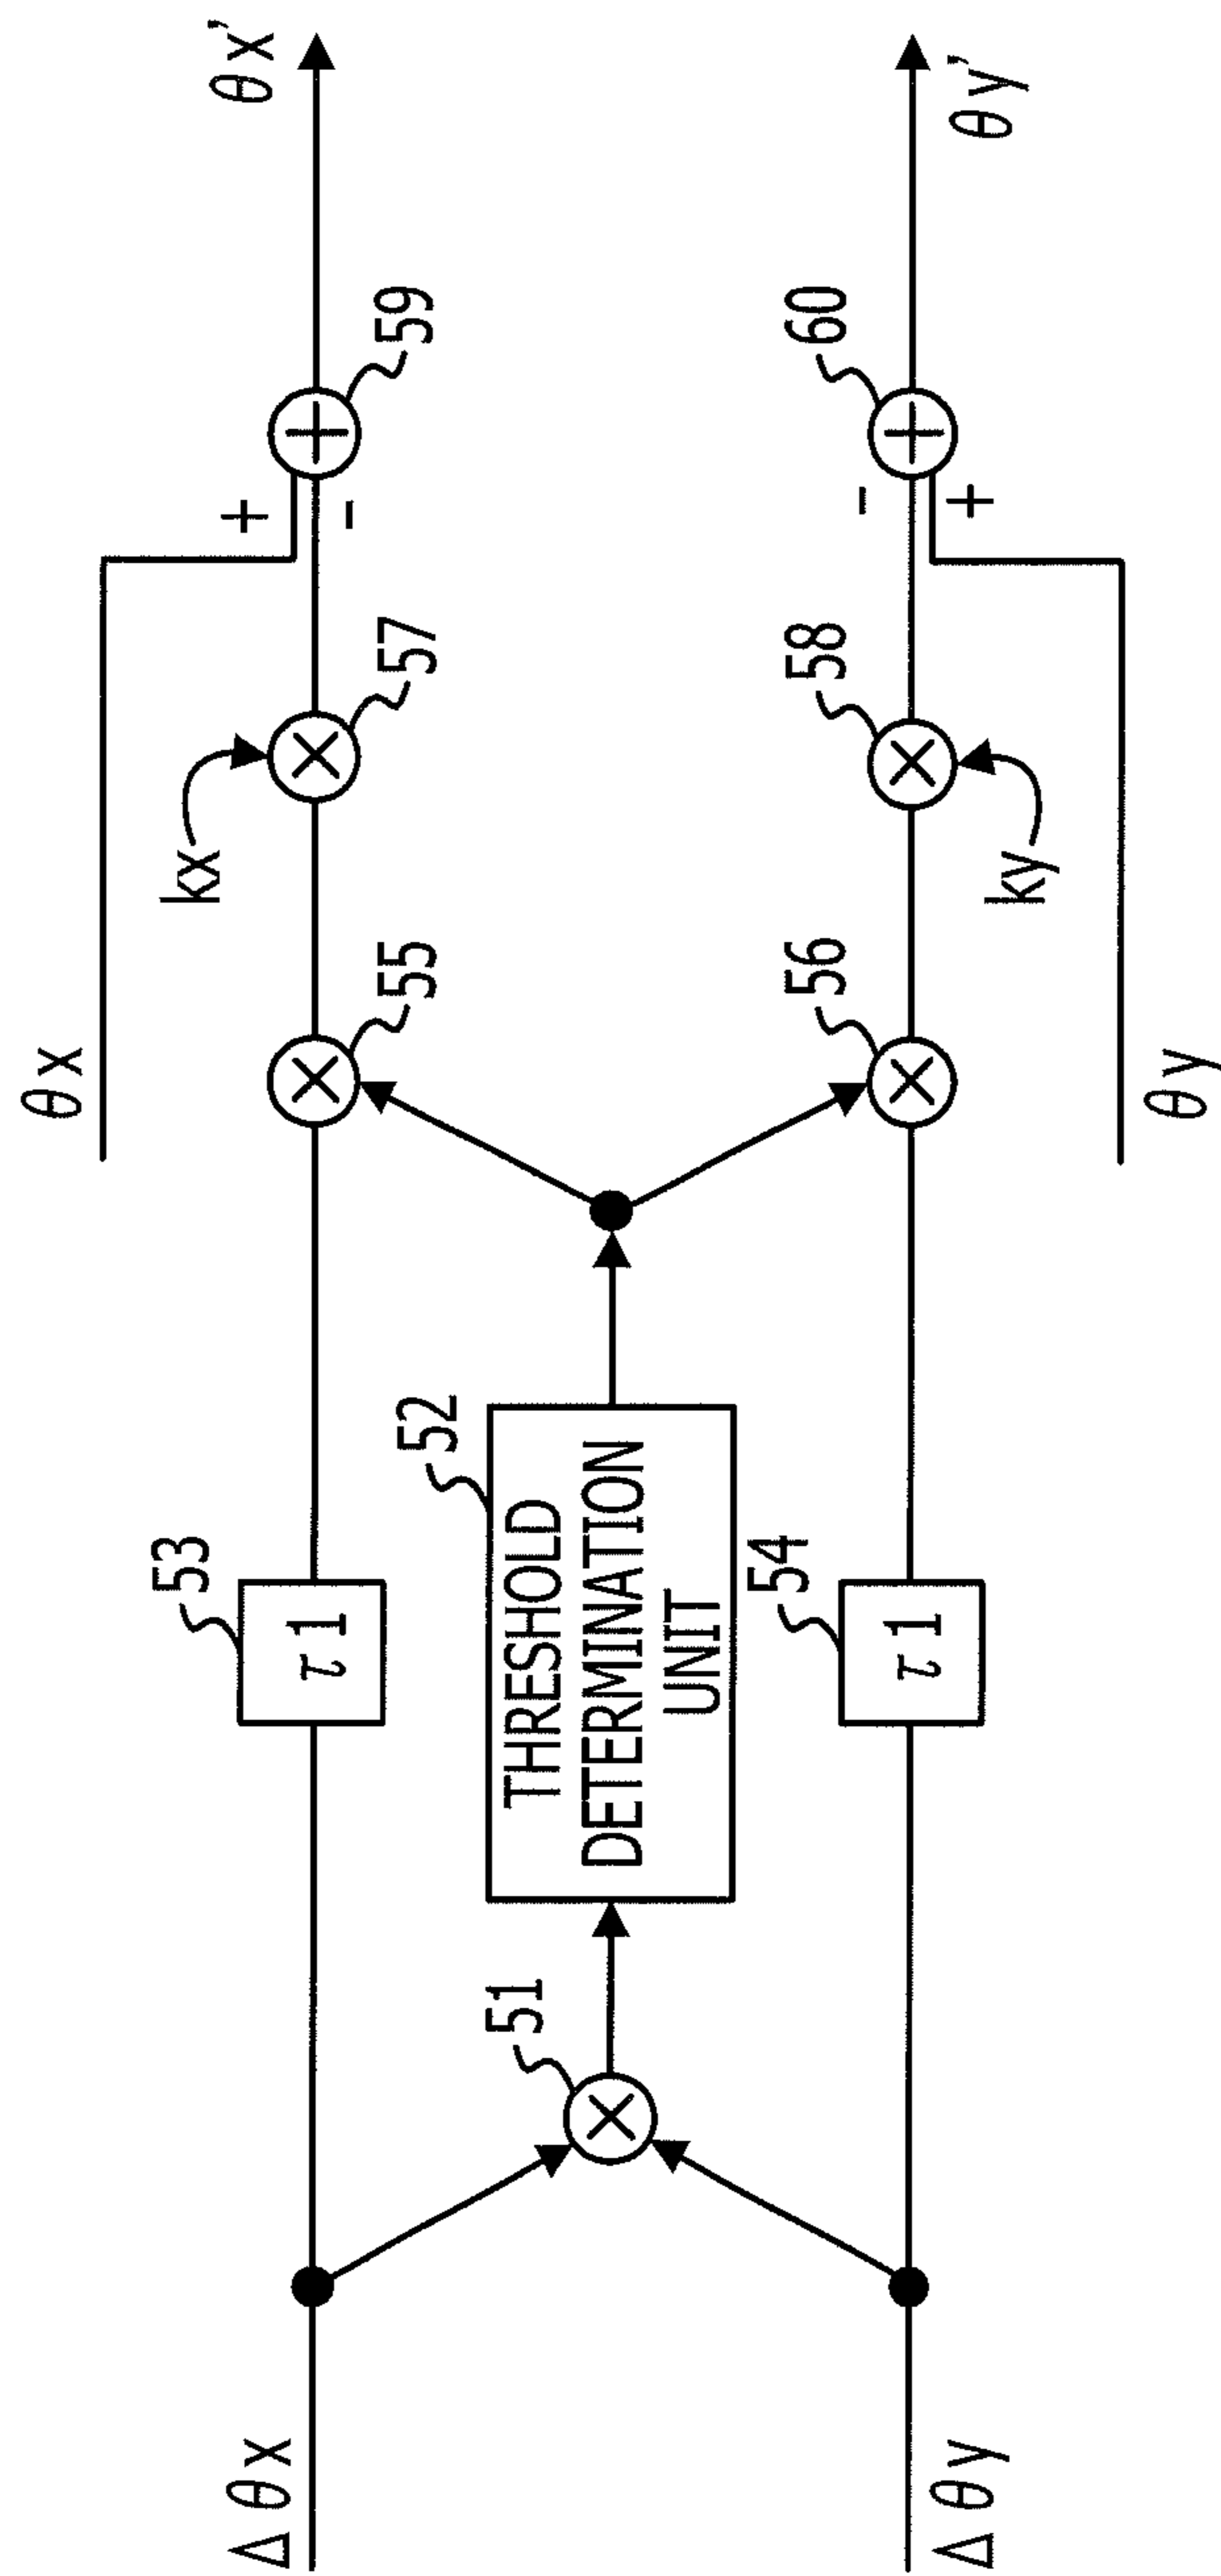 θx
θx'
kx
+
-
59
57
55
53
τ1
Δθx
52
THRESHOLD
DETERMINATION
UNIT
51
60
58
56
54
τ1
-
+
Δθy
ky
θy'
θy